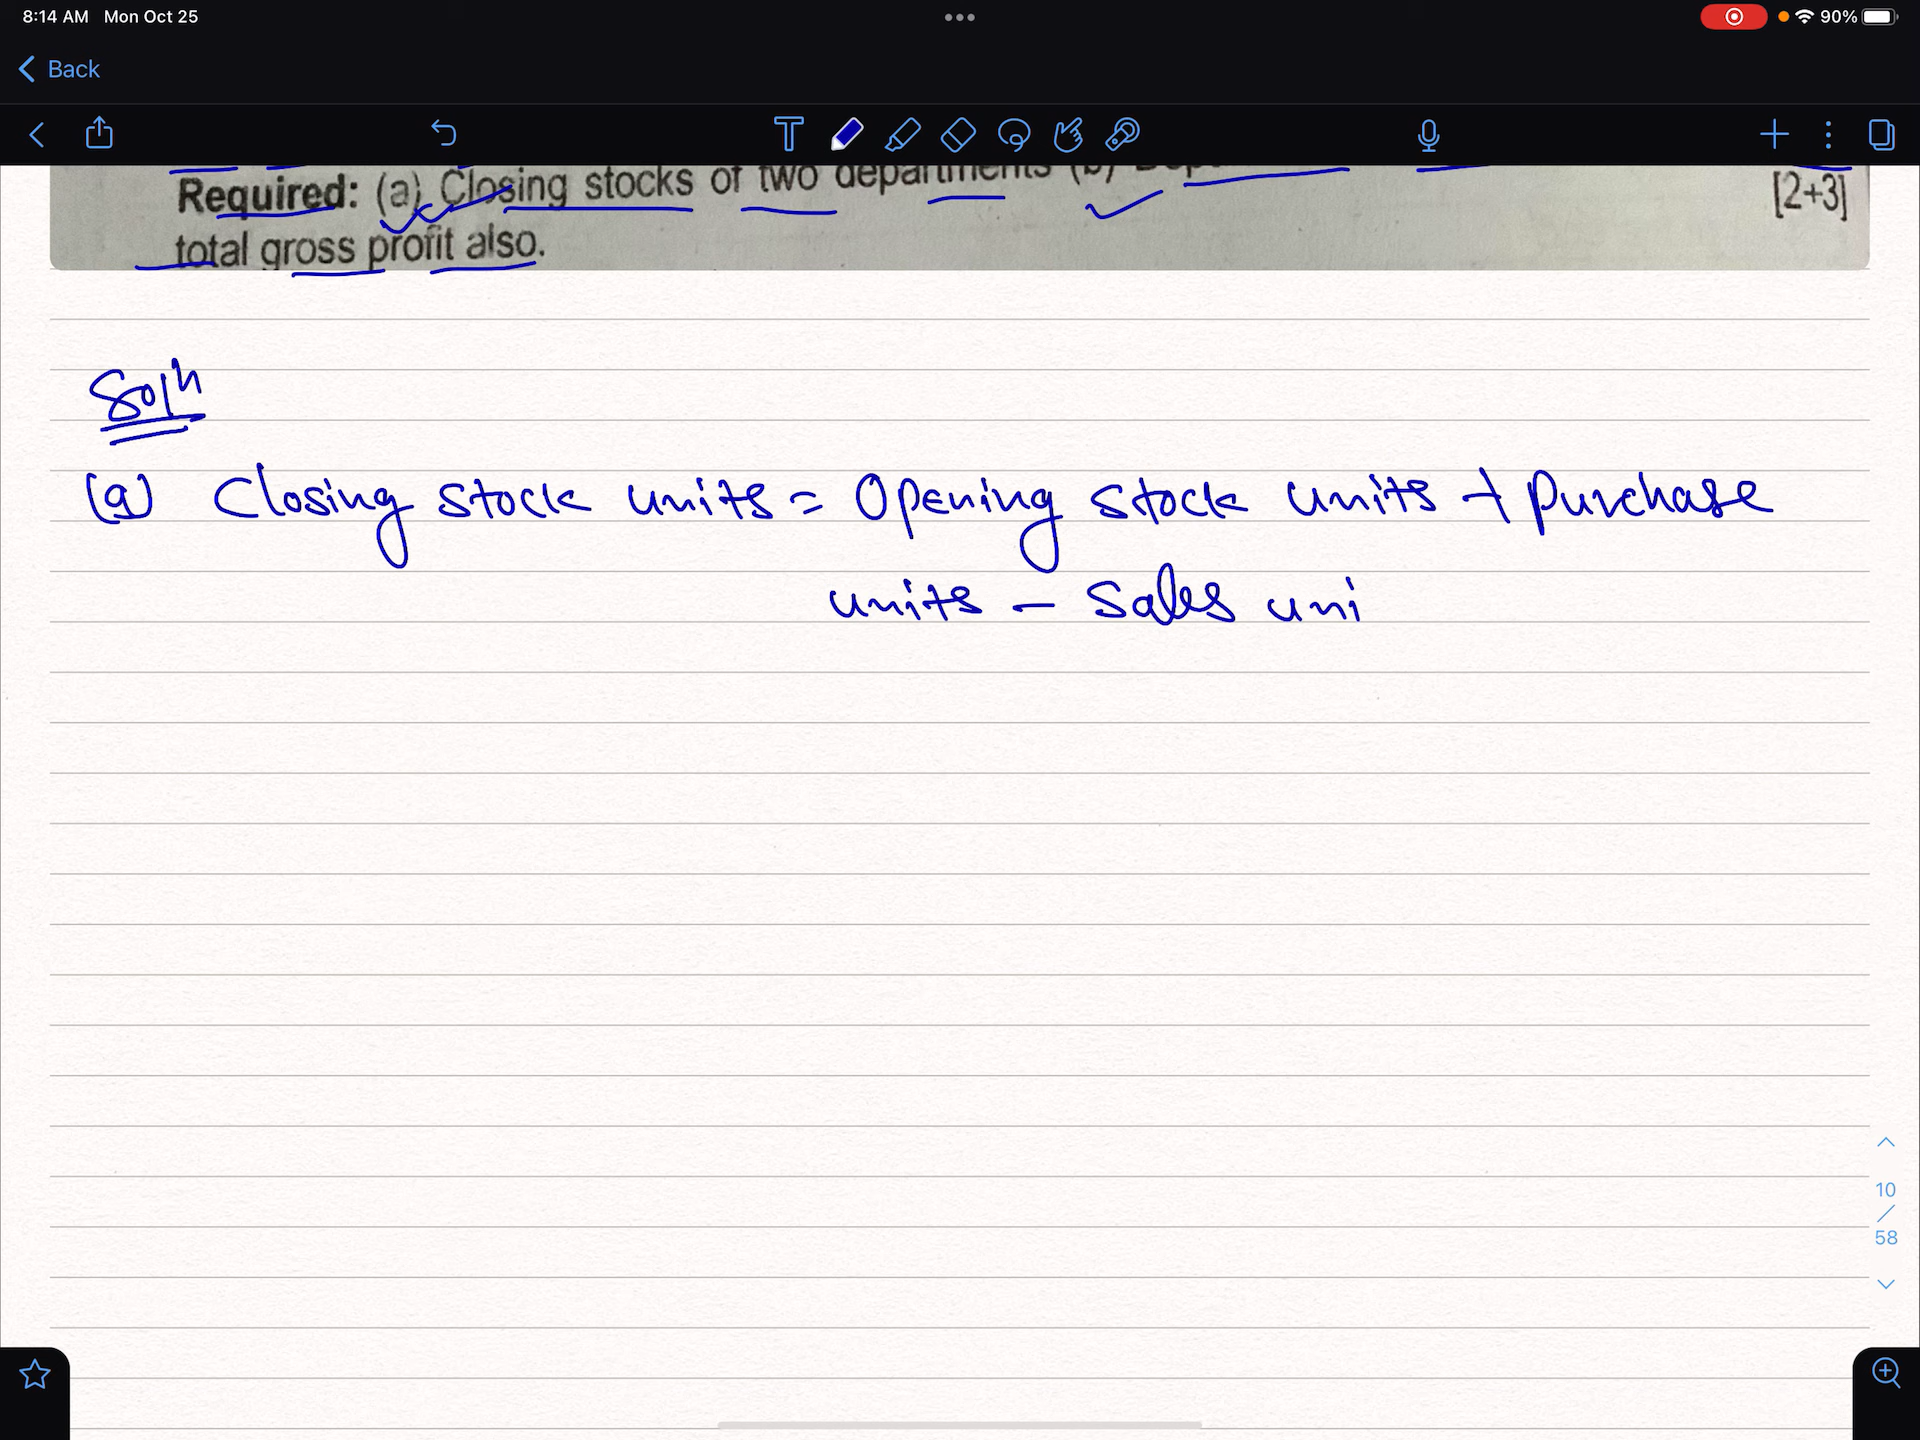 8:14 AM Mon Oct 25
90%
Back
Required: (a) Closing stocks of two departments (b)
[2+3]
total gross profit also.
Soln
(a) Closing stock units = Opening stock units + Purchase
units - Sales uni
10
/
58